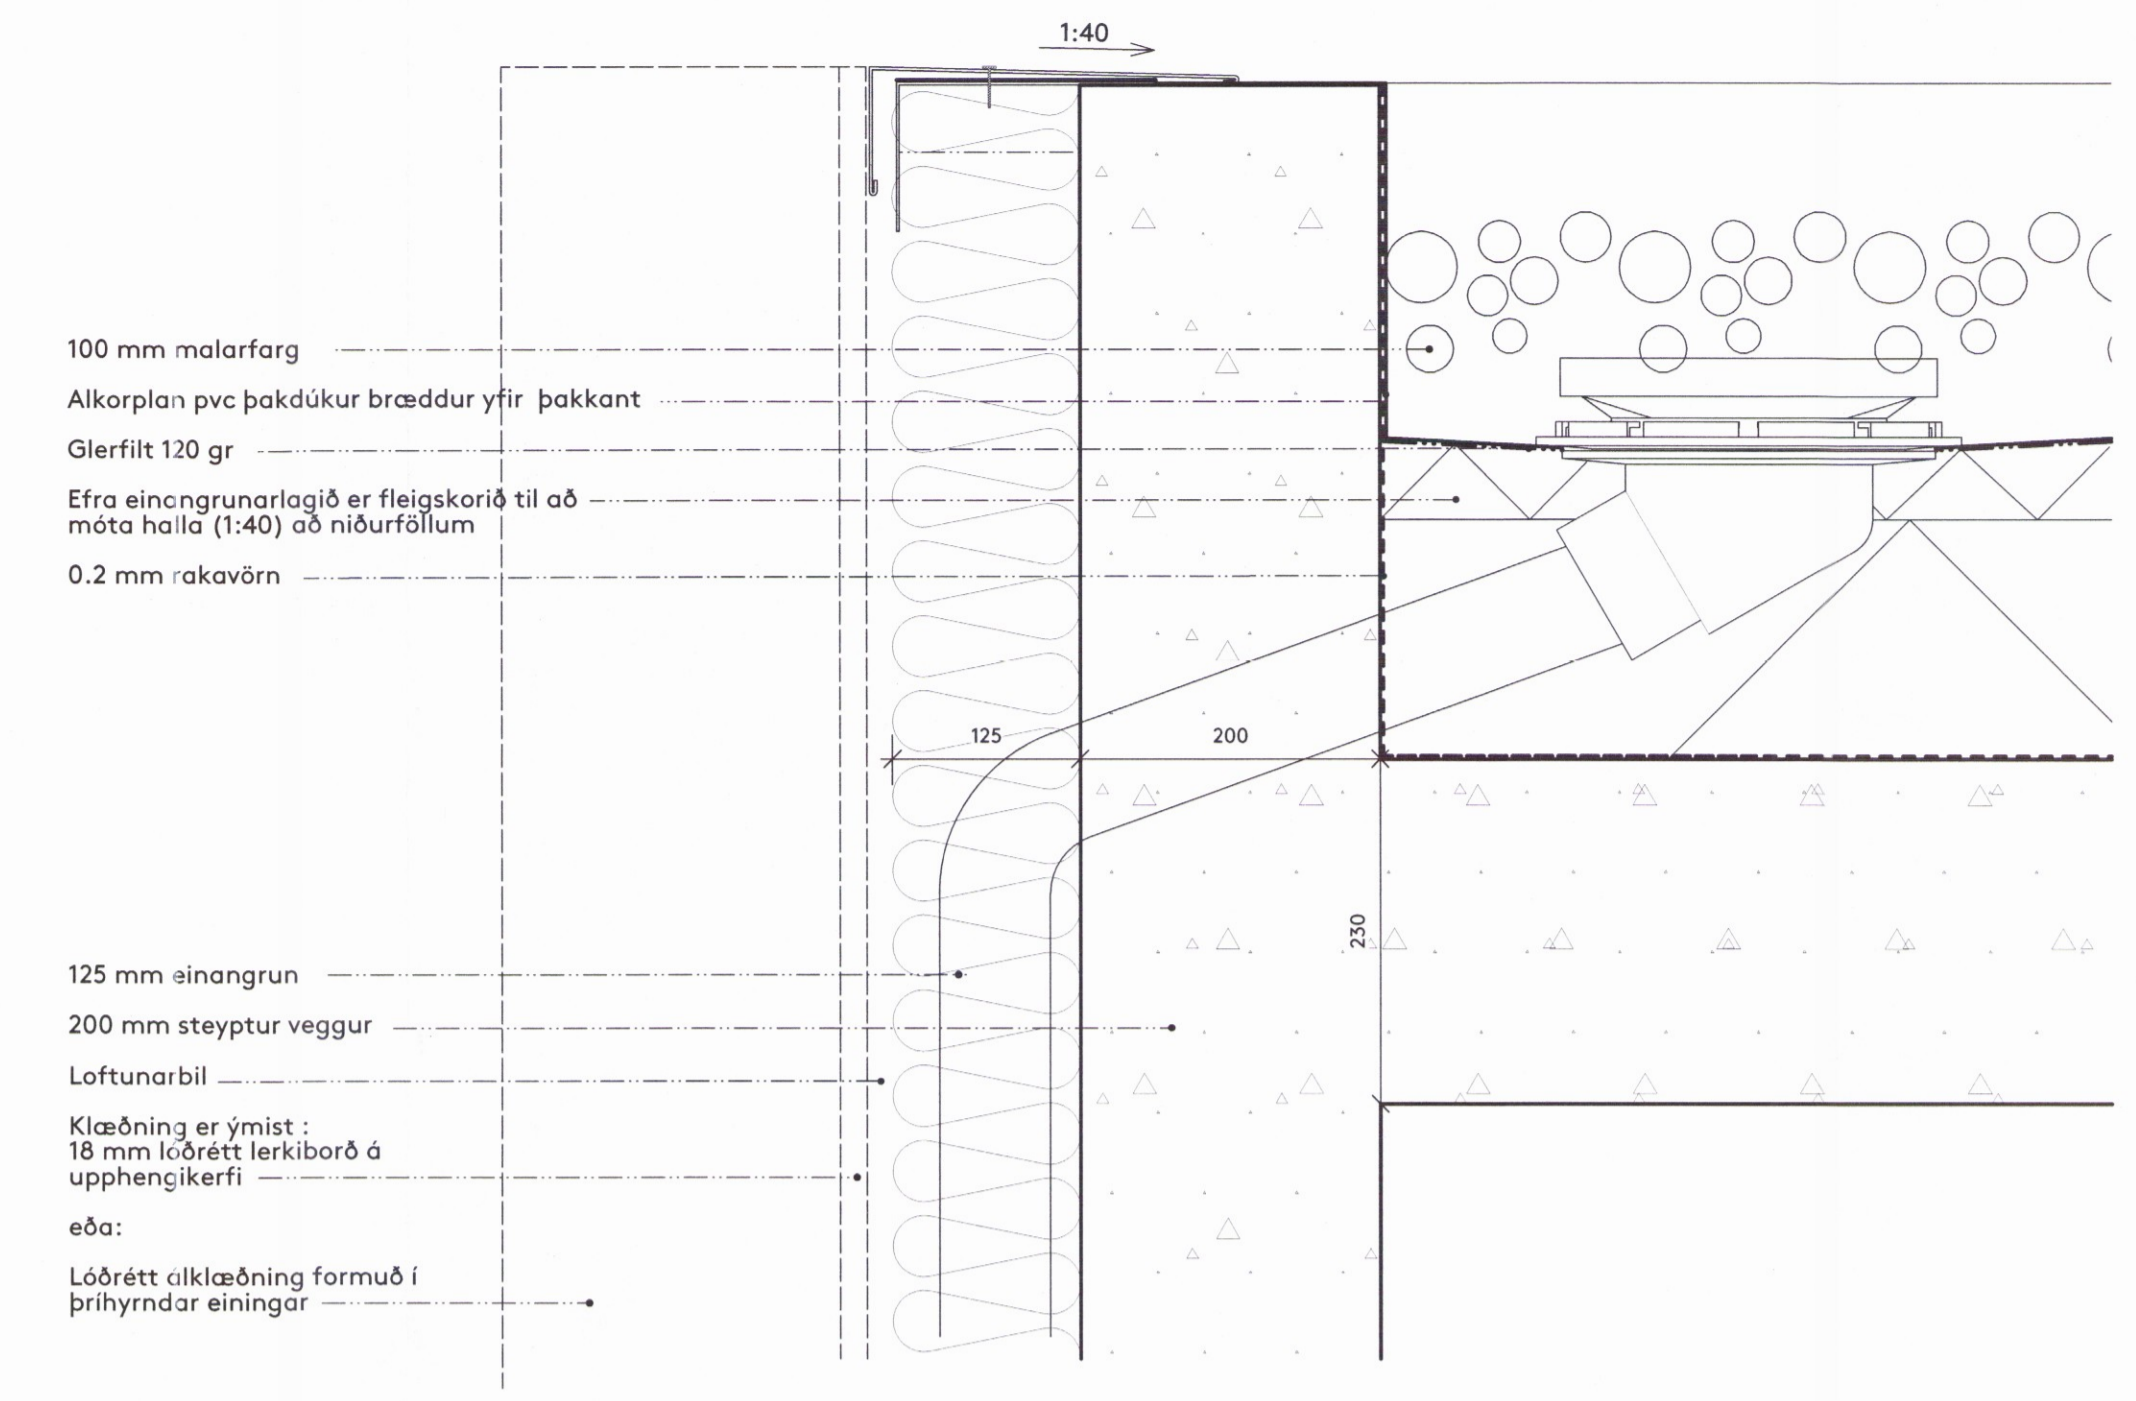 1:40
100 mm malarfarg
Alkorplan pvc þakdúkur bræddur yfir þakkant
Glerfilt 120 gr
Efra einangrunarlagið er fleigskorið til að
móta halla (1:40) að niðurföllum
0.2 mm rakavörn
125
200
230
125 mm einangrun
200 mm steyptur veggur
Loftunarbil
Klæðning er ýmist :
18 mm lóðrétt lerkiborð á
upphengikerfi
eða:
Lóðrétt álklæðning formuð í
þríhyrndar einingar